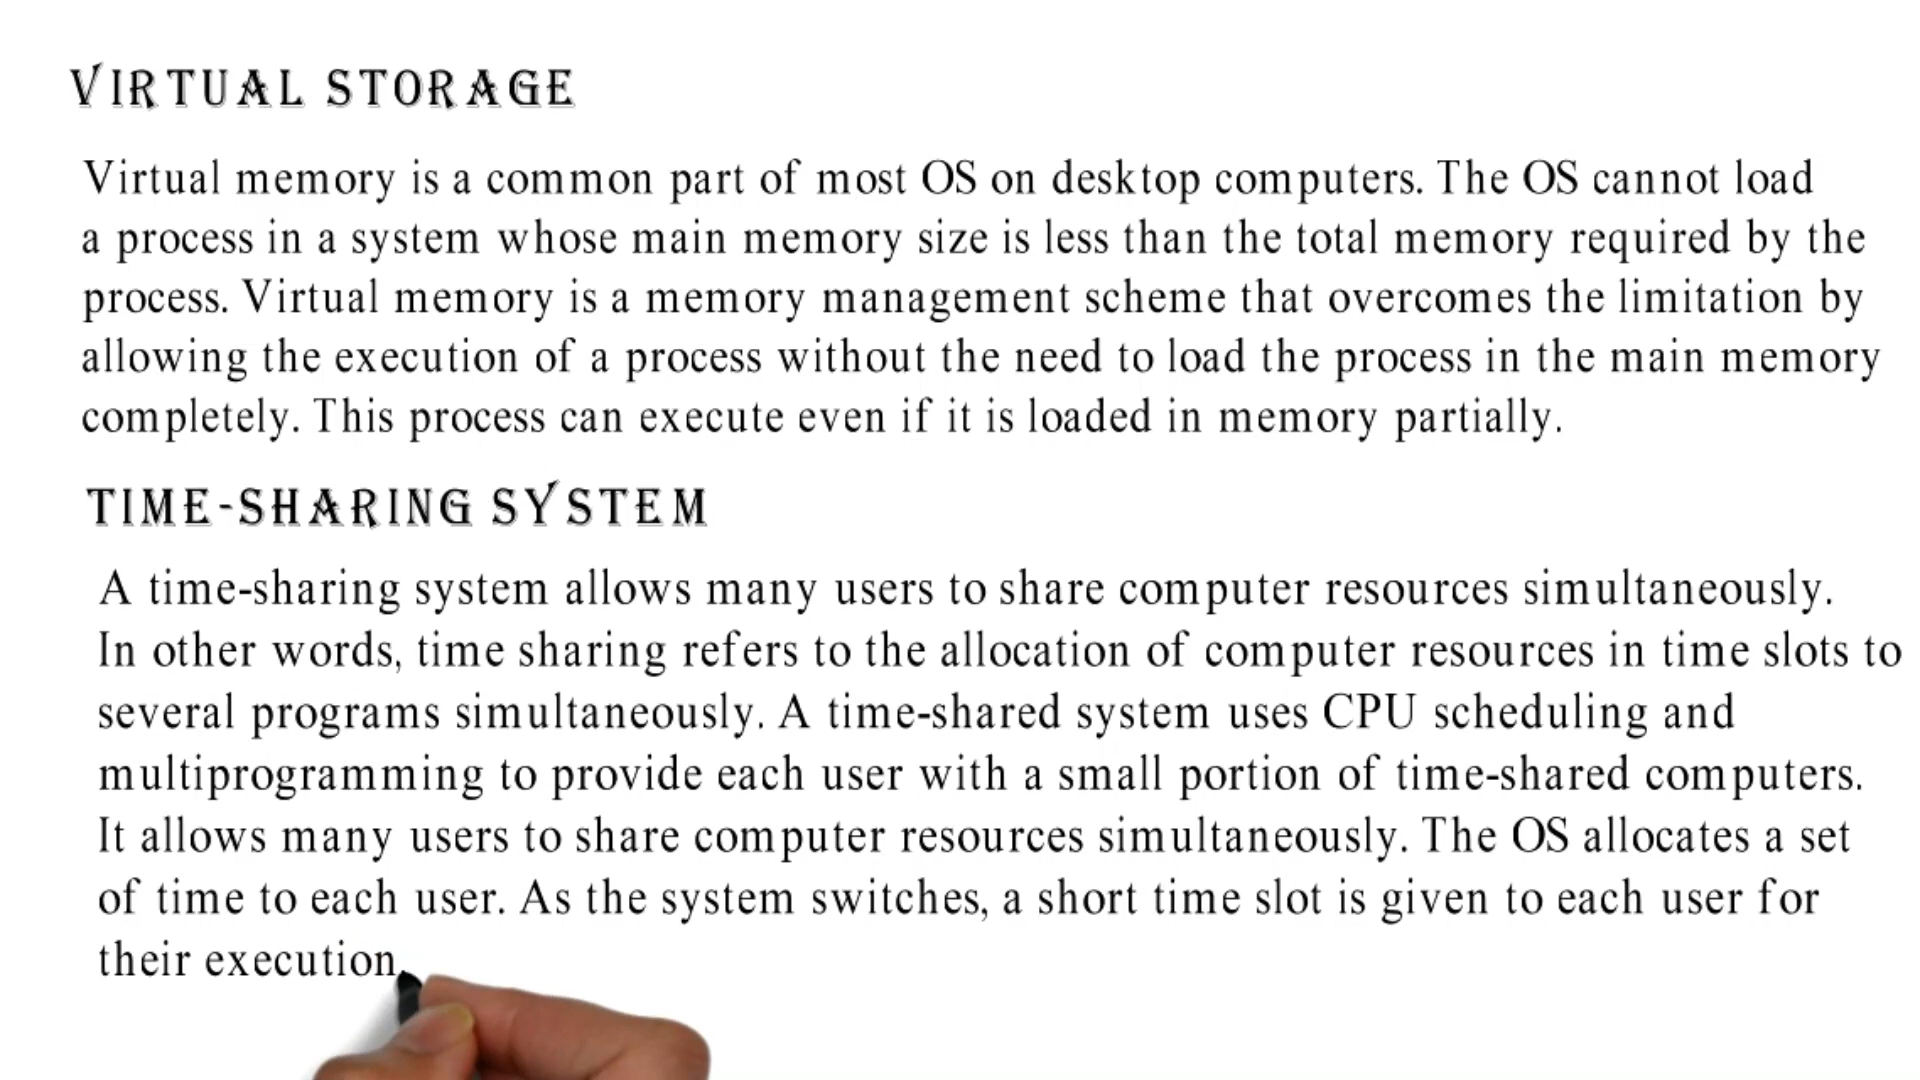 VIRTUAL STORAGE
Virtual memory is a common part of most OS on desktop computers. The OS cannot load
a process in a system whose main memory size is less than the total memory required by the
process. Virtual memory is a memory management scheme that overcomes the limitation by
allowing the execution of a process without the need to load the process in the main memory
completely. This process can execute even if it is loaded in memory partially.
TIME-SHARING SYSTEM
A time-sharing system allows many users to share computer resources simultaneously.
In other words, time sharing refers to the allocation of computer resources in time slots to
several programs simultaneously. A time-shared system uses CPU scheduling and
multiprogramming to provide each user with a small portion of time-shared computers.
It allows many users to share computer resources simultaneously. The OS allocates a set
of time to each user. As the system switches, a short time slot is given to each user for
their execution.